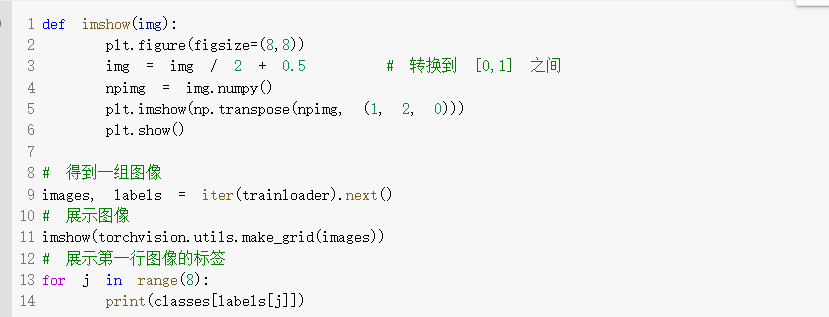 1 def imshow(img):
2 plt.figure(figsize=(8,8))
3 img = img / 2 + 0.5 # 转换到 [0,1] 之间
4 npimg = img.numpy()
5 plt.imshow(np.transpose(npimg, (1, 2, 0)))
6 plt.show()
7
8 # 得到一组图像
9 images, labels = iter(trainloader).next()
10 # 展示图像
11 imshow(torchvision.utils.make_grid(images))
12 # 展示第一行图像的标签
13 for j in range(8):
14 print(classes[labels[j]])